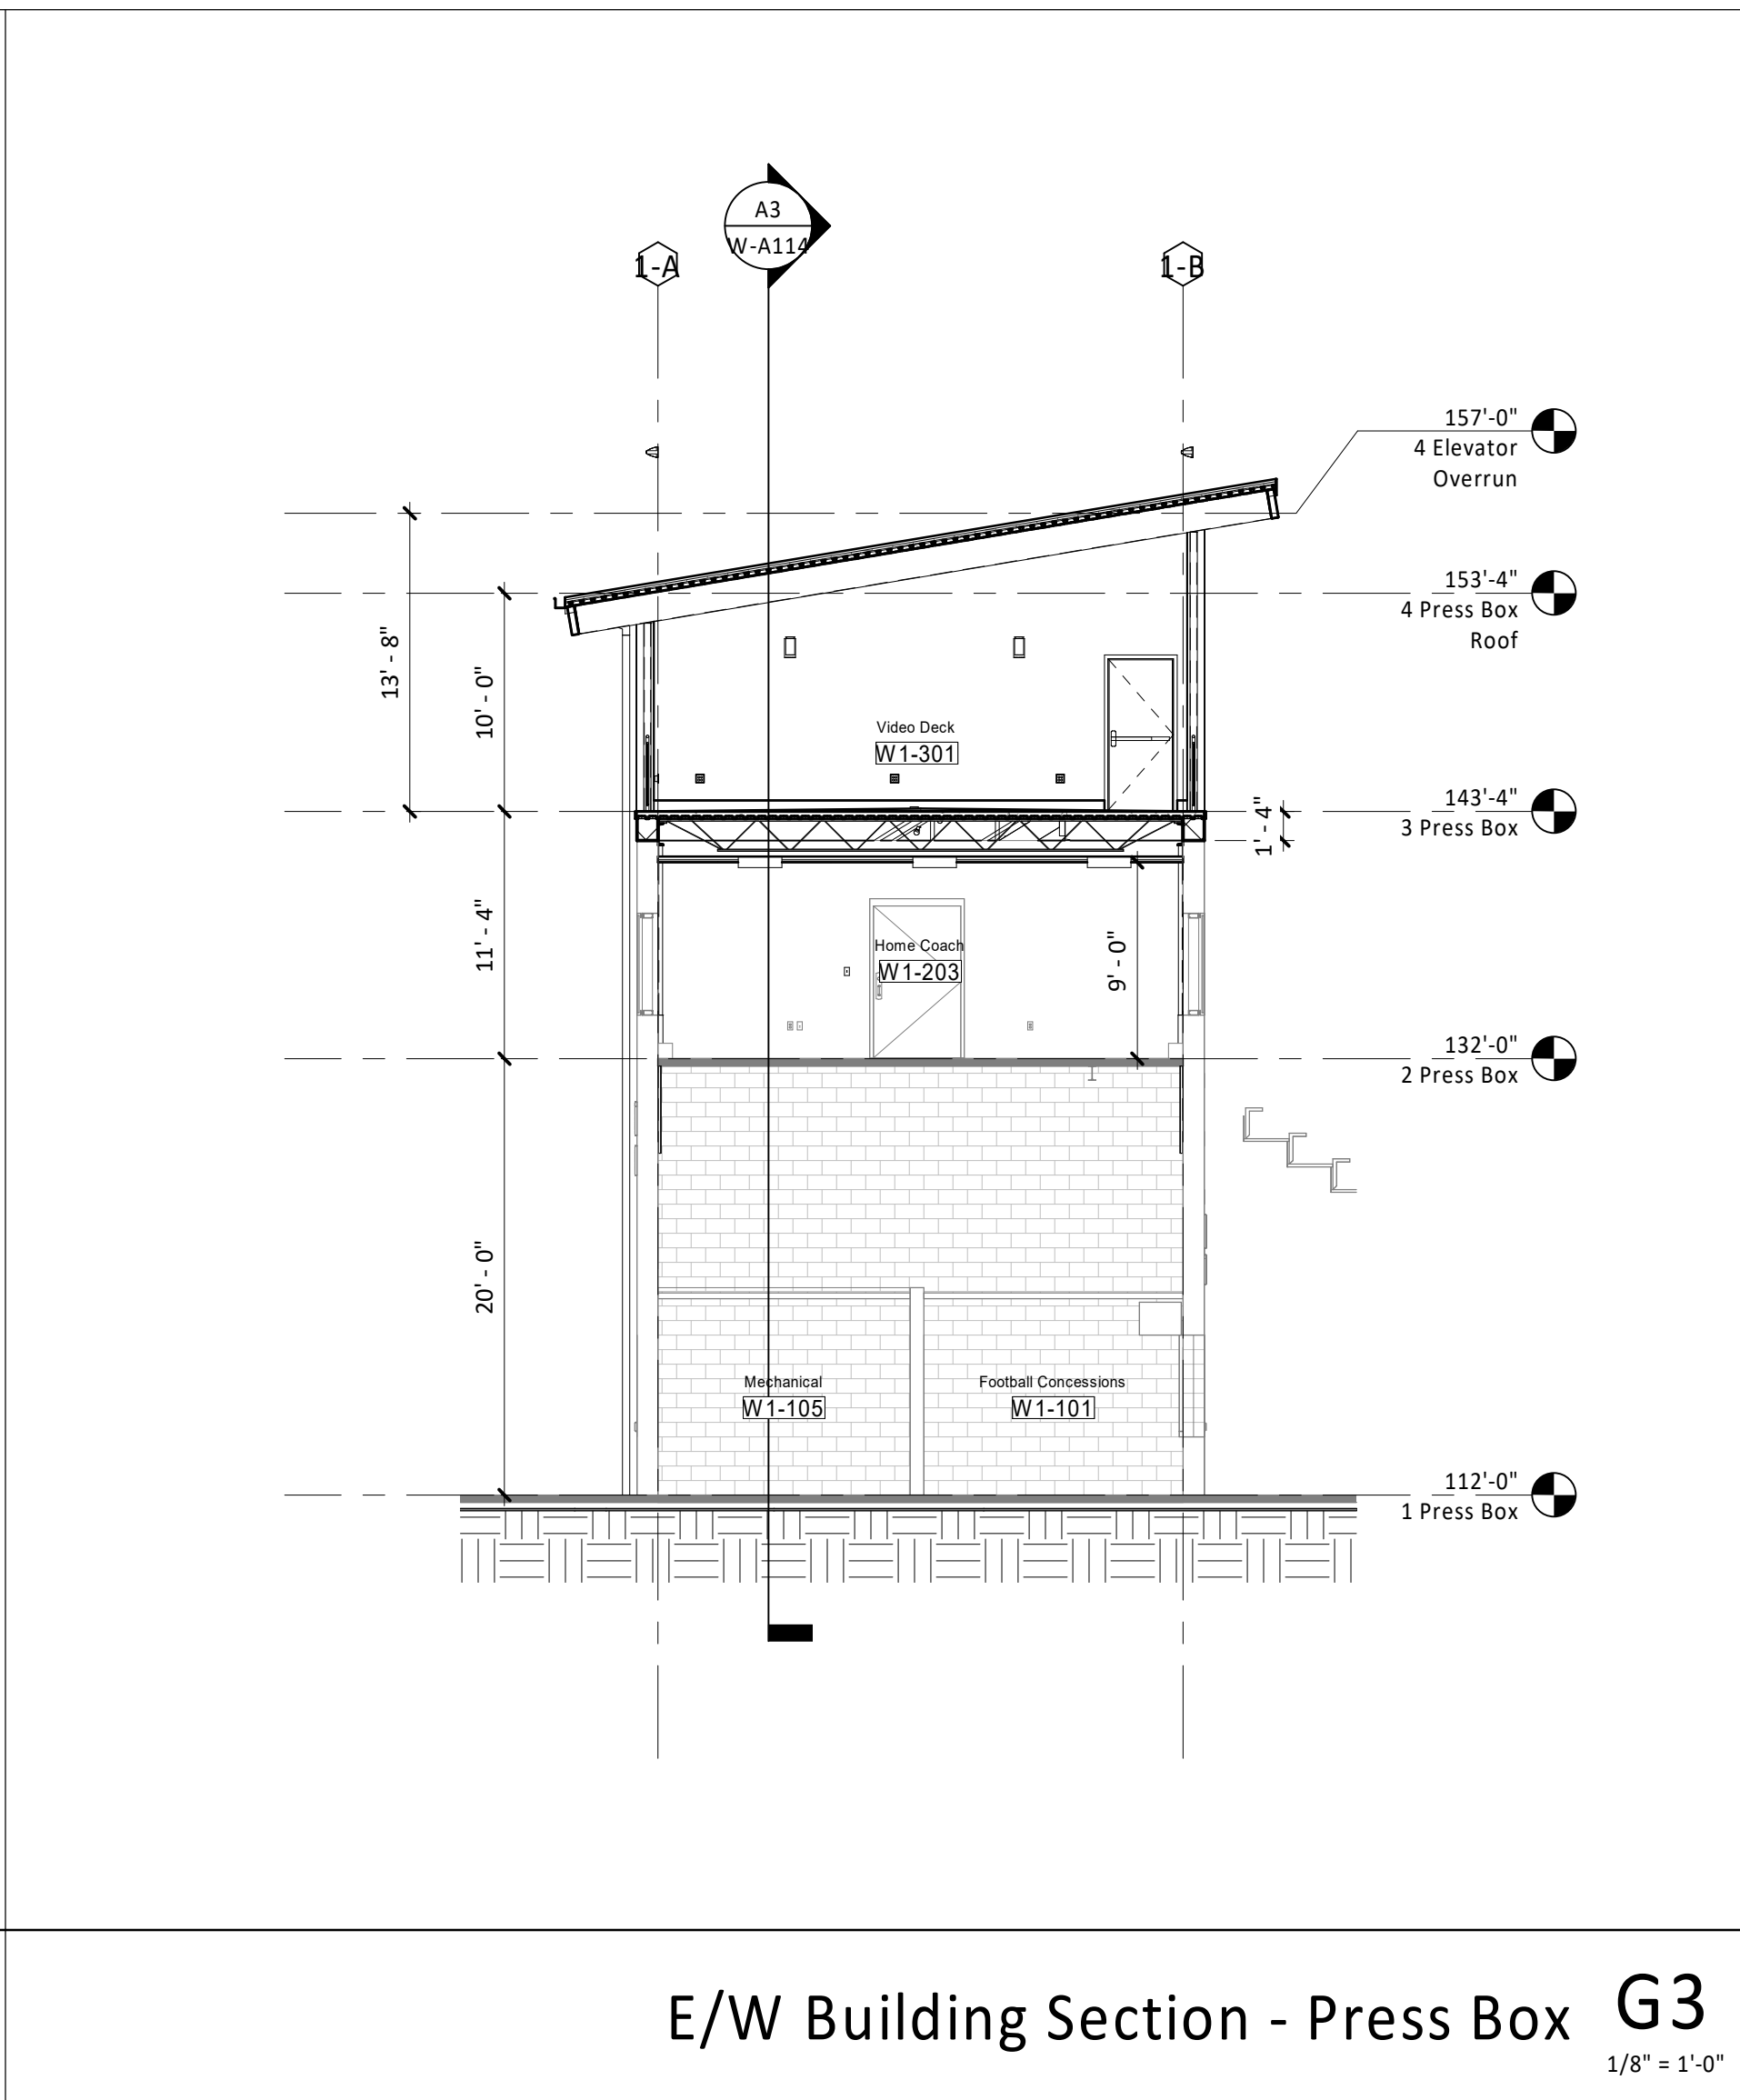 A3
W-A114
1-A
1-B
157'-0"
4 Elevator
Overrun
153'-4"
4 Press Box
Roof
13' - 8"
10' - 0"
Video Deck
W1-301
143'-4"
3 Press Box
1' - 4"
11' - 4"
Home Coach
W1-203
9' - 0"
132'-0"
2 Press Box
20' - 0"
Mechanical
W1-105
Football Concessions
W1-101
112'-0"
1 Press Box
E/W Building Section - Press Box
G3
1/8" = 1'-0"